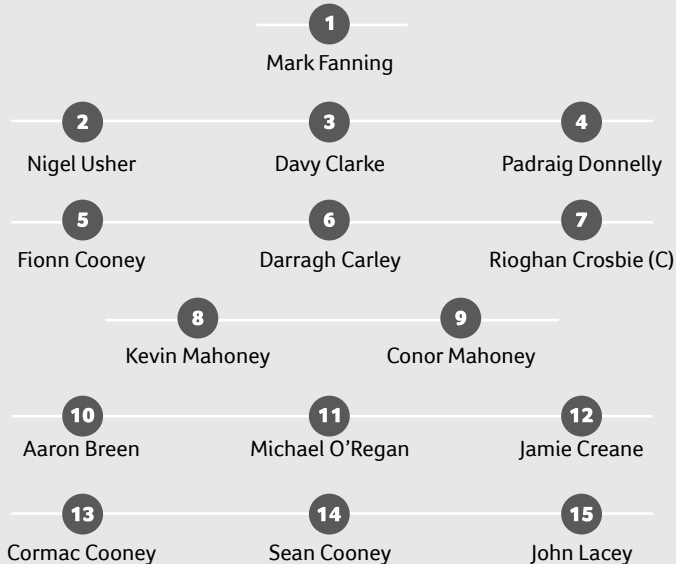 1
Mark Fanning
2 3 4
Nigel Usher Davy Clarke Padraig Donnelly
5 6 7
Fionn Cooney Darragh Carley Rioghan Crosbie (C)
8 9
Kevin Mahoney Conor Mahoney
10 11 12
Aaron Breen Michael O’Regan Jamie Creane
13 14 15
Cormac Cooney Sean Cooney John Lacey